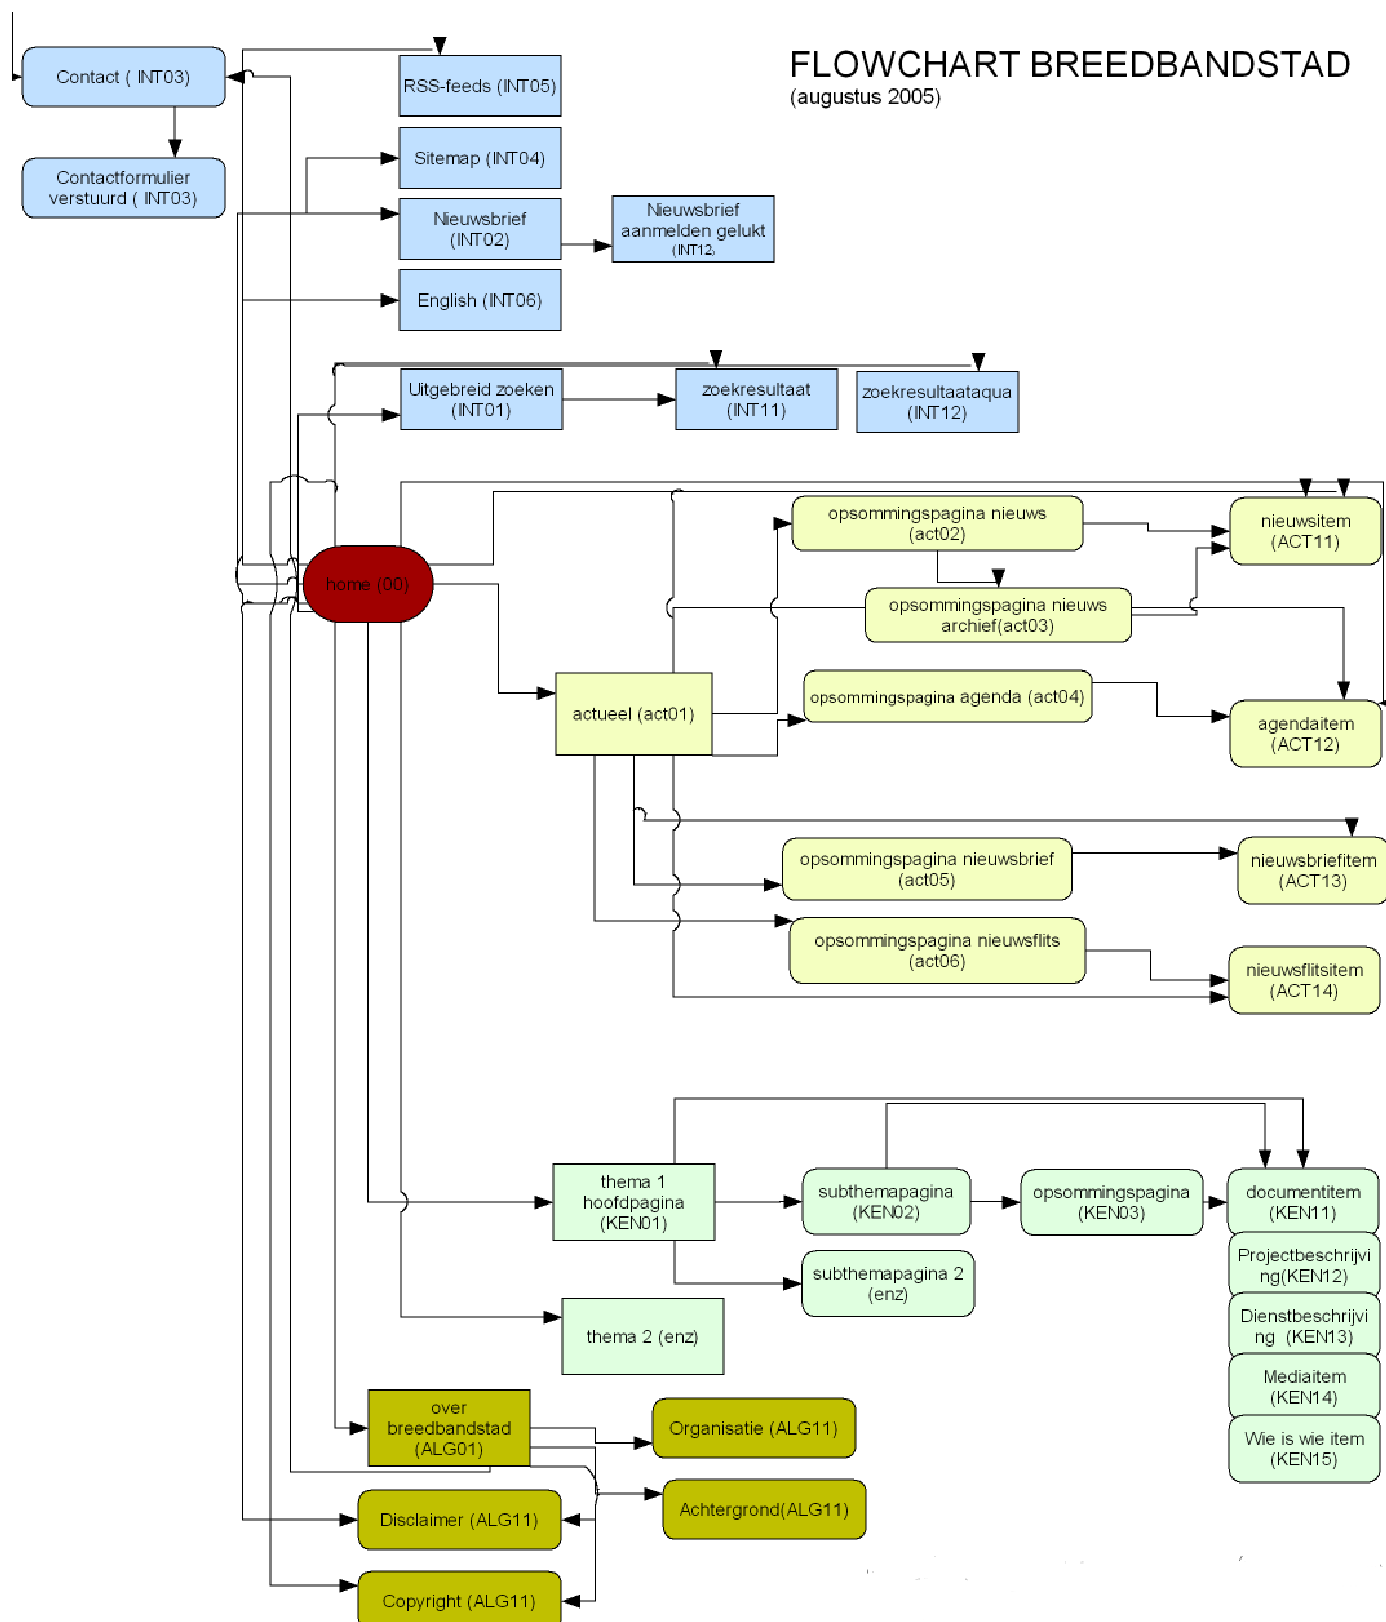 FLOWCHART BREEDBANDSTAD
(augustus 2005)
Contact ( INT03)
Contactformulier
verstuurd ( INT03)
RSS-feeds (INT05)
Sitemap (INT04)
Nieuwsbrief
(INT02)
Nieuwsbrief
aanmelden gelukt
(INT12)
English (INT06)
Uitgebreid zoeken
(INT01)
zoekresultaat
(INT11)
zoekresultaataqua
(INT12)
home (00)
opsommingspagina nieuws
(act02)
nieuwsitem
(ACT11)
opsommingspagina nieuws
archief(act03)
actueel (act01)
opsommingspagina agenda (act04)
agendaitem
(ACT12)
opsommingspagina nieuwsbrief
(act05)
nieuwsbriefitem
(ACT13)
opsommingspagina nieuwsflits
(act06)
nieuwsflitsitem
(ACT14)
thema 1
hoofdpagina
(KEN01)
subthemapagina
(KEN02)
opsommingspagina
(KEN03)
documentitem
(KEN11)
subthemapagina 2
(enz)
Projectbeschrijvi
ng(KEN12)
thema 2 (enz)
Dienstbeschrijvi
ng (KEN13)
Mediaitem
(KEN14)
Wie is wie item
(KEN15)
over
breedbandstad
(ALG01)
Organisatie (ALG11)
Achtergrond(ALG11)
Disclaimer (ALG11)
Copyright (ALG11)